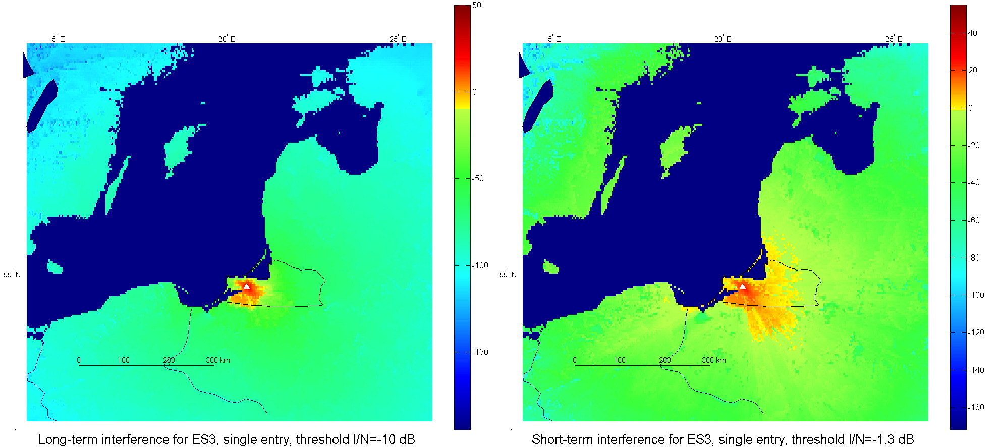 15° E
20° E
25° E
55° N
0 100 200 300 km
50
0
-50
-100
-150
Long-term interference for ES3, single entry, threshold I/N=-10 dB
15° E
20° E
25° E
55° N
0 100 200 300 km
40
20
0
-20
-40
-60
-80
-100
-120
-140
-160
Short-term interference for ES3, single entry, threshold I/N=-1.3 dB